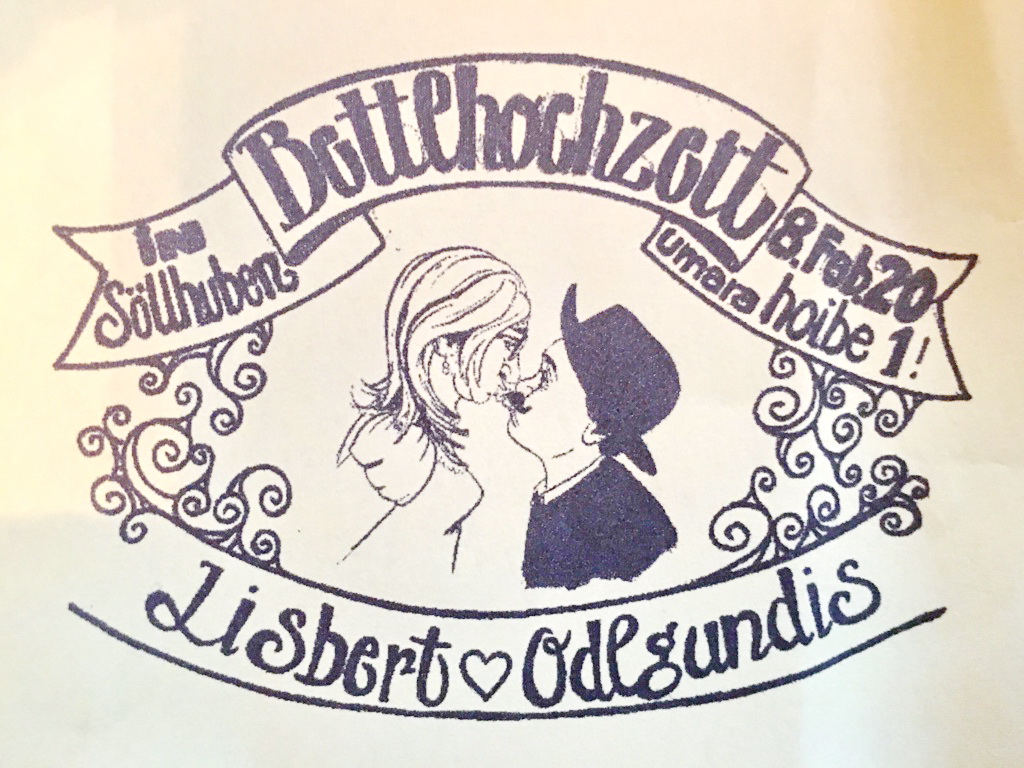 Bettlhochzeit
in
Söllhuben
8. Feb. 20
umara
hoibe 1!
Lisbert ♡ Odlgundis